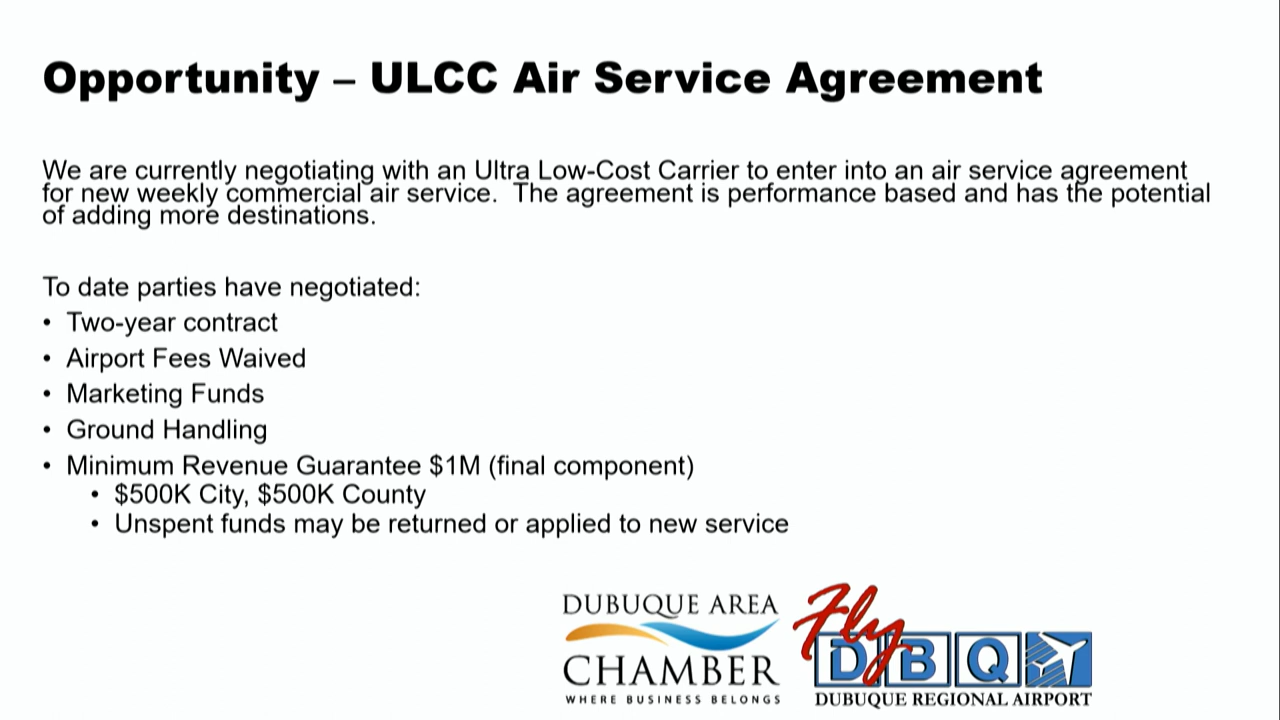 Opportunity – ULCC Air Service Agreement
We are currently negotiating with an Ultra Low-Cost Carrier to enter into an air service agreement
for new weekly commercial air service.  The agreement is performance based and has the potential
of adding more destinations.
To date parties have negotiated:
• Two-year contract
• Airport Fees Waived
• Marketing Funds
• Ground Handling
• Minimum Revenue Guarantee $1M (final component)
• $500K City, $500K County
• Unspent funds may be returned or applied to new service
DUBUQUE AREA
CHAMBER
WHERE BUSINESS BELONGS
Fly
DBQ
DUBUQUE REGIONAL AIRPORT